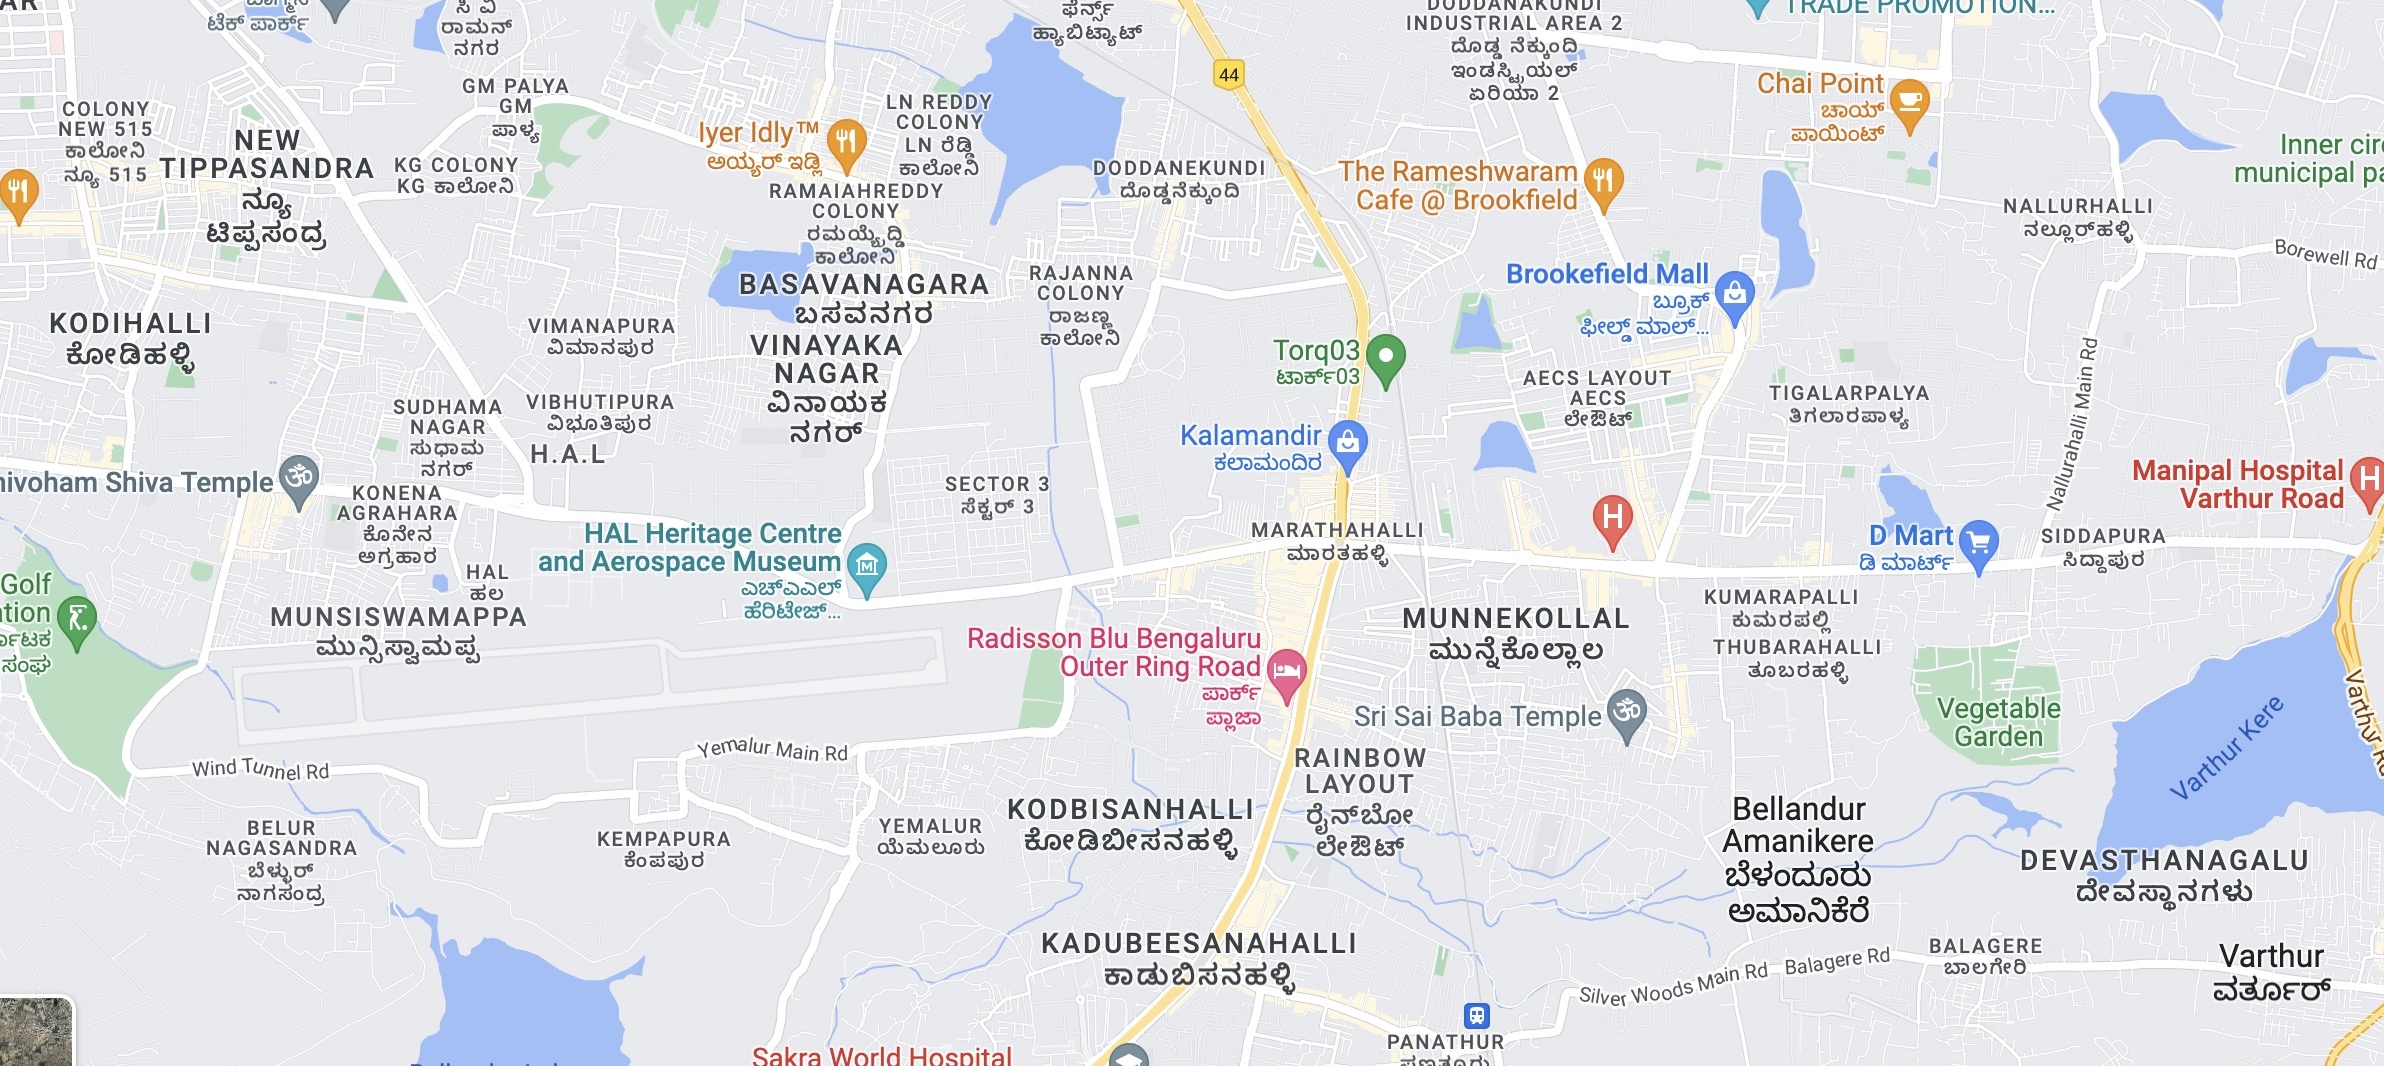 ಟೆಕ್ ಪಾರ್ಕ್
ಸಿ ವಿ
ರಾಮನ್
ನಗರ
ಫೆರ್ನ್ಸ್
ಹ್ಯಾಬಿಟ್ಯಾಟ್
44
DODDANAKUNDI
INDUSTRIAL AREA 2
ದೊಡ್ಡ ನೆಕ್ಕುಂದಿ
ಇಂಡಸ್ಟ್ರಿಯಲ್
ಏರಿಯಾ 2
TRADE PROMOTION...
Chai Point
ಚಾಯ್
ಪಾಯಿಂಟ್
COLONY
NEW 515
ಕಾಲೋನಿ
ನ್ಯೂ 515
NEW
TIPPASANDRA
ನ್ಯೂ
ಟಿಪ್ಪಸಂದ್ರ
GM PALYA
GM
ಪಾಳ್ಯ
KG COLONY
KG ಕಾಲೋನಿ
Iyer Idly™
ಅಯ್ಯರ್ ಇಡ್ಲಿ
LN REDDY
COLONY
LN ರೆಡ್ಡಿ
ಕಾಲೋನಿ
RAMAIAHREDDY
COLONY
ರಮಯ್ಯರೆಡ್ಡಿ
ಕಾಲೋನಿ
DODDANEKUNDI
ದೊಡ್ಡನೆಕ್ಕುಂದಿ
The Rameshwaram
Cafe @ Brookfield
Inner
municipal
NALLURHALLI
ನಲ್ಲೂರ್ಹಳ್ಳಿ
Borewell Rd
BASAVANAGARA
ಬಸವನಗರ
VINAYAKA
NAGAR
ವಿನಾಯಕ
ನಗರ್
RAJANNA
COLONY
ರಾಜಣ್ಣ
ಕಾಲೋನಿ
Brookefield Mall
ಬ್ರೂಕ್
ಫೀಲ್ಡ್ ಮಾಲ್...
KODIHALLI
ಕೋಡಿಹಳ್ಳಿ
VIMANAPURA
ವಿಮಾನಪುರ
Torq03
ಟಾರ್ಕ್03
AECS LAYOUT
AECS
ಲೇಔಟ್
TIGALARPALYA
ತಿಗಲಾರಪಾಳ್ಯ
Nallurahalli Main Rd
SUDHAMA
NAGAR
ಸುಧಾಮ
ನಗರ್
VIBHUTIPURA
ವಿಭೂತಿಪುರ
H.A.L
Kalamandir
ಕಲಾಮಂದಿರ
hivoham Shiva Temple
KONENA
AGRAHARA
ಕೊನೇನ
ಅಗ್ರಹಾರ
SECTOR 3
ಸೆಕ್ಟರ್ 3
Manipal Hospital
Varthur Road
HAL Heritage Centre
and Aerospace Museum
ಎಚ್ಎಎಲ್
ಹೆರಿಟೇಜ್...
MARATHAHALLI
ಮಾರತಹಳ್ಳಿ
D Mart
ಡಿ ಮಾರ್ಟ್
SIDDAPURA
ಸಿದ್ದಾಪುರ
HAL
ಹಲ
Golf
MUNSISWAMAPPA
ಮುನ್ಸಿಸ್ವಾಮಪ್ಪ
ಸಂಘ
KUMARAPALLI
ಕುಮರಪಲ್ಲಿ
THUBARAHALLI
ತೂಬರಹಳ್ಳಿ
MUNNEKOLLAL
ಮುನ್ನೆಕೊಲ್ಲಾಲ
Radisson Blu Bengaluru
Outer Ring Road
ಪಾರ್ಕ್
ಪ್ಲಾಜಾ
Sri Sai Baba Temple
Vegetable
Garden
Varthur Kere
Varthur
Wind Tunnel Rd
Yemalur Main Rd
RAINBOW
LAYOUT
ರೈನ್‌ಬೋ
ಲೇಔಟ್
KODBISANHALLI
ಕೋಡಿಬೀಸನಹಳ್ಳಿ
Bellandur
Amanikere
ಬೆಳಂದೂರು
ಅಮಾನಿಕೆರೆ
BELUR
NAGASANDRA
ಬೆಳ್ಳುರ್
ನಾಗಸಂದ್ರ
KEMPAPURA
ಕೆಂಪಪುರ
YEMALUR
ಯೆಮಲೂರು
DEVASTHANAGALU
ದೇವಸ್ಥಾನಗಳು
KADUBEESANAHALLI
ಕಾಡುಬಿಸನಹಳ್ಳಿ
Silver Woods Main Rd
Balagere Rd
BALAGERE
ಬಾಲಗೇರಿ
Varthur
ವರ್ತೂರ್
PANATHUR
Sakra World Hospital